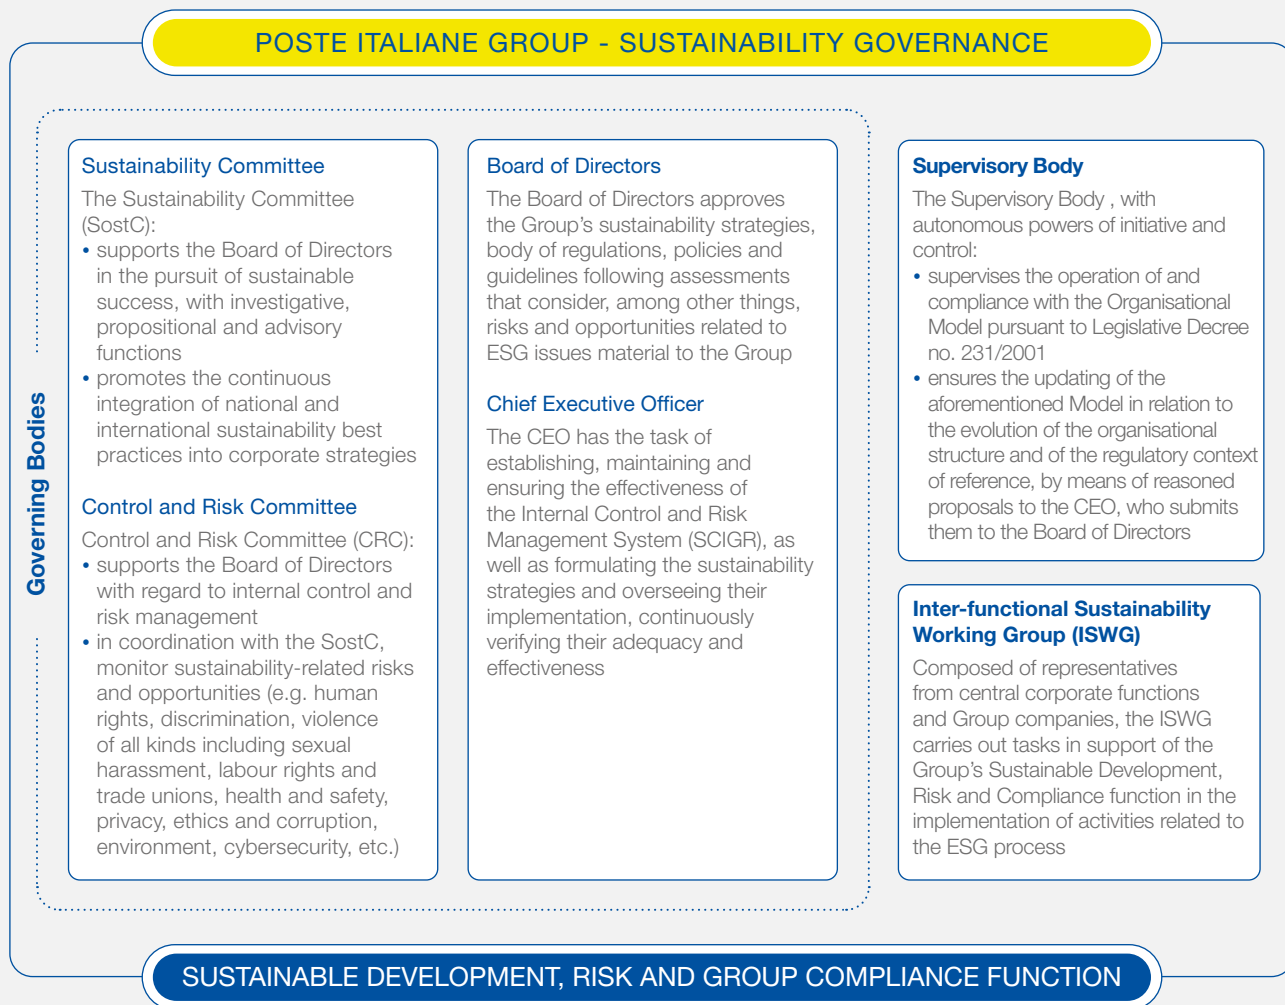 POSTE ITALIANE GROUP - SUSTAINABILITY GOVERNANCE
Governing Bodies
Sustainability Committee
The Sustainability Committee
(SostC):
• supports the Board of Directors
in the pursuit of sustainable
success, with investigative,
propositional and advisory
functions
• promotes the continuous
integration of national and
international sustainability best
practices into corporate strategies
Control and Risk Committee
Control and Risk Committee (CRC):
• supports the Board of Directors
with regard to internal control and
risk management
• in coordination with the SostC,
monitor sustainability-related risks
and opportunities (e.g. human
rights, discrimination, violence
of all kinds including sexual
harassment, labour rights and
trade unions, health and safety,
privacy, ethics and corruption,
environment, cybersecurity, etc.)
Board of Directors
The Board of Directors approves
the Group's sustainability strategies,
body of regulations, policies and
guidelines following assessments
that consider, among other things,
risks and opportunities related to
ESG issues material to the Group
Chief Executive Officer
The CEO has the task of
establishing, maintaining and
ensuring the effectiveness of
the Internal Control and Risk
Management System (SCIGR), as
well as formulating the sustainability
strategies and overseeing their
implementation, continuously
verifying their adequacy and
effectiveness
Supervisory Body
The Supervisory Body , with
autonomous powers of initiative and
control:
• supervises the operation of and
compliance with the Organisational
Model pursuant to Legislative Decree
no. 231/2001
• ensures the updating of the
aforementioned Model in relation to
the evolution of the organisational
structure and of the regulatory context
of reference, by means of reasoned
proposals to the CEO, who submits
them to the Board of Directors
Inter-functional Sustainability
Working Group (ISWG)
Composed of representatives
from central corporate functions
and Group companies, the ISWG
carries out tasks in support of the
Group's Sustainable Development,
Risk and Compliance function in the
implementation of activities related to
the ESG process
SUSTAINABLE DEVELOPMENT, RISK AND GROUP COMPLIANCE FUNCTION